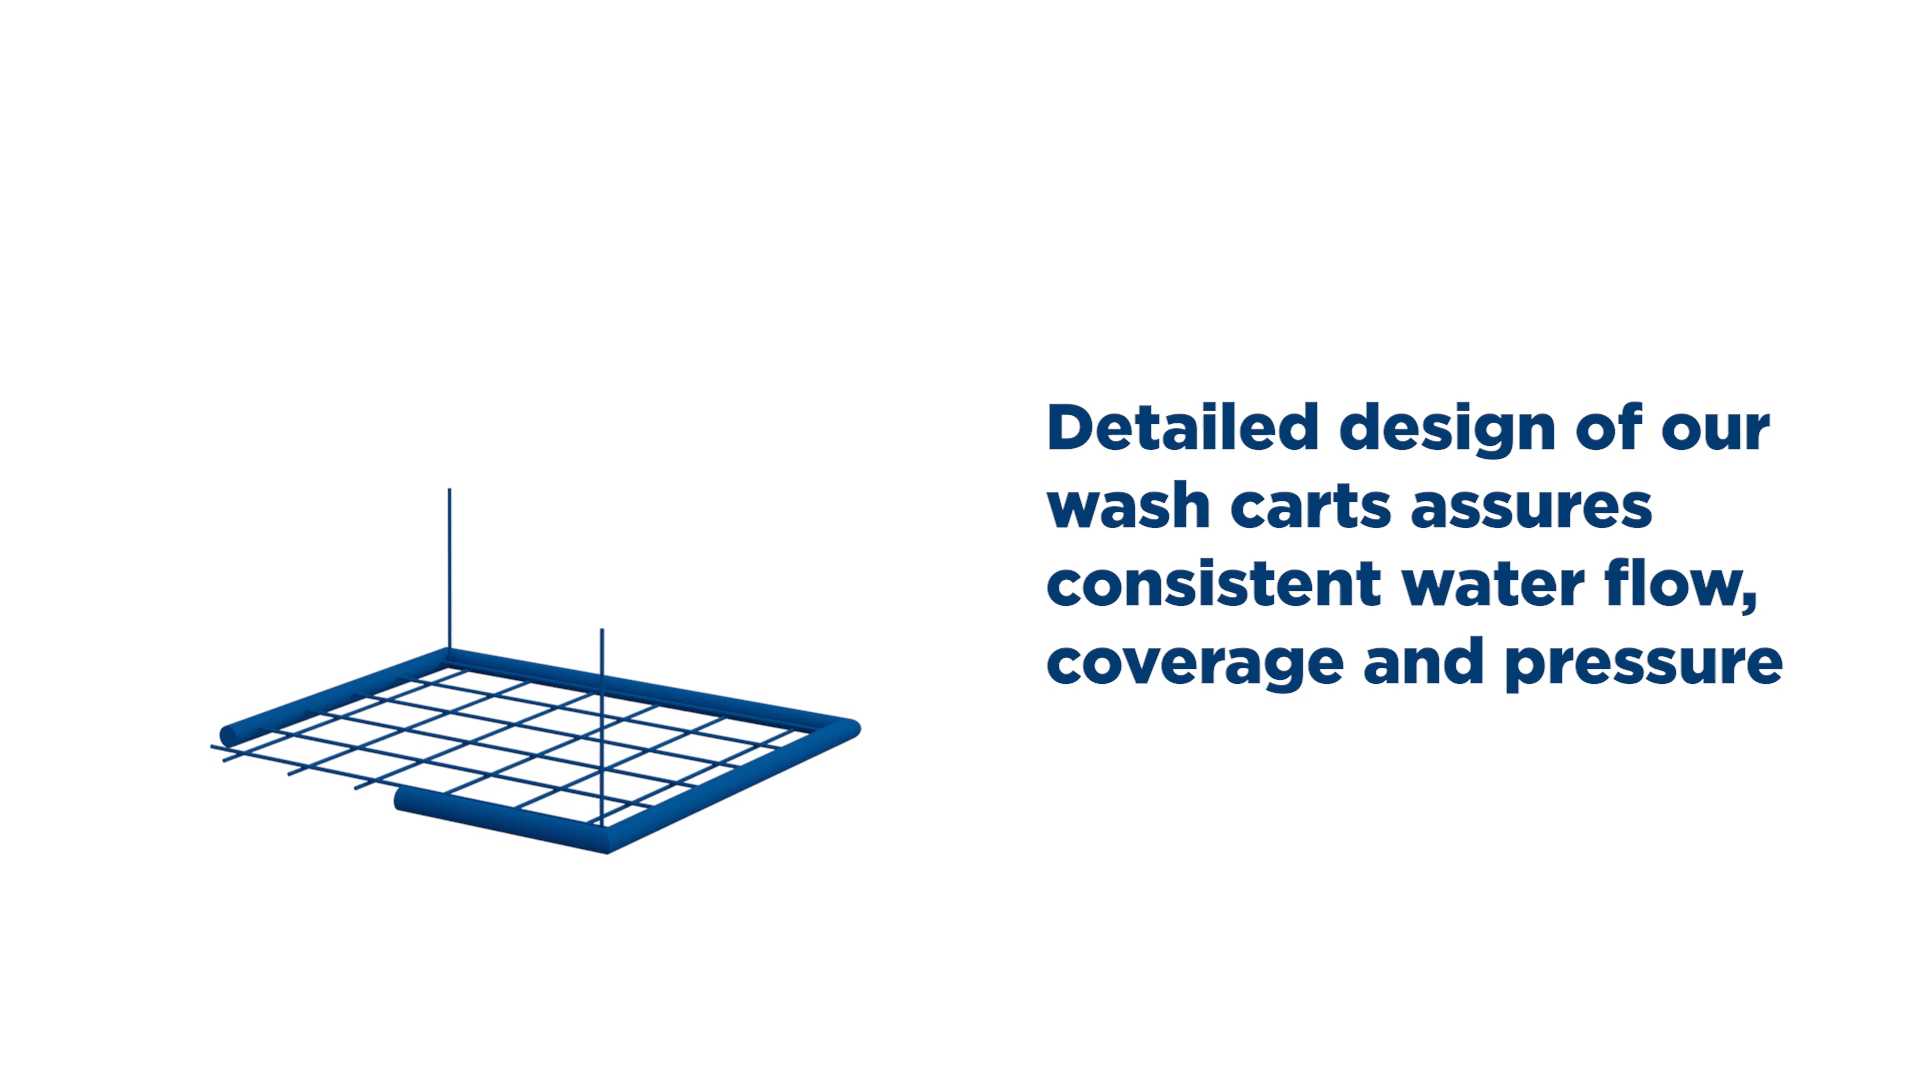 Detailed design of our
wash carts assures
consistent water flow,
coverage and pressure